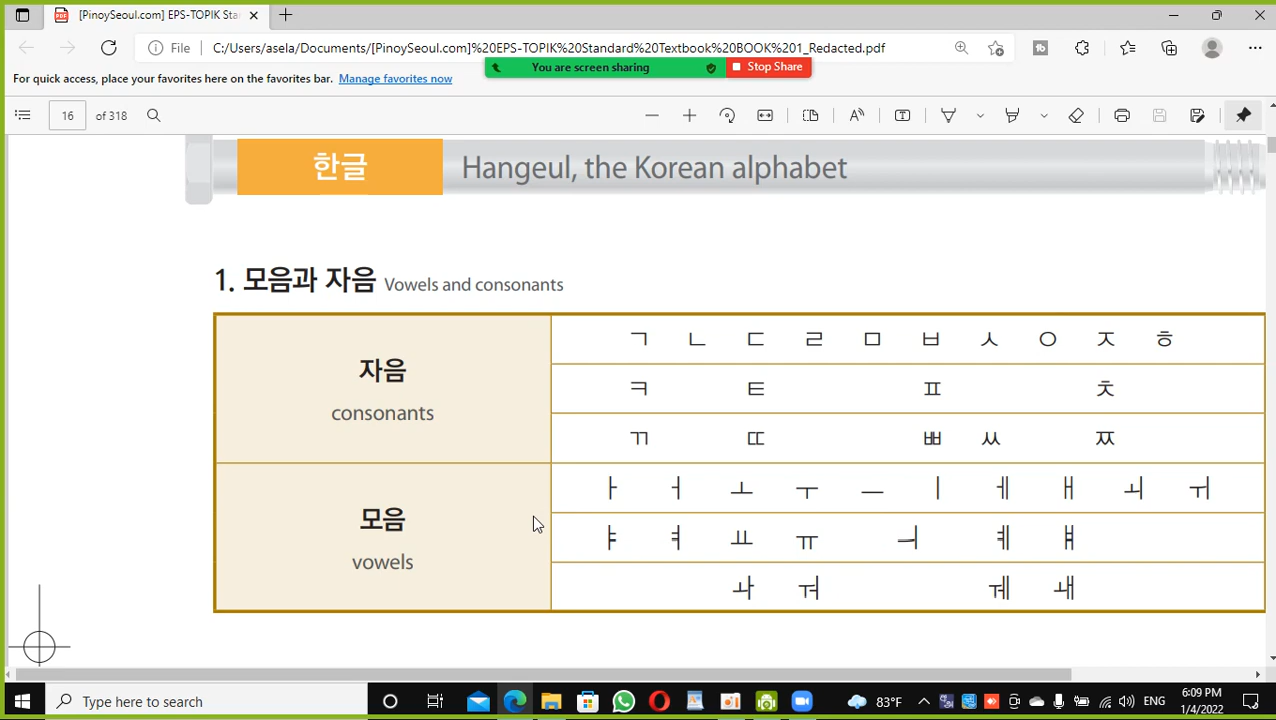 [PinoySeoul.com] EPS-TOPIK Sta
File C:/Users/asela/Documents/[PinoySeoul.com]%20EPS-TOPIK%20Standard%20Textbook%20BOOK%201_Redacted.pdf
For quick access, place your favorites here on the favorites bar. Manage favorites now
You are screen sharing Stop Share
16 of 318
한글 Hangeul, the Korean alphabet
1. 모음과 자음 Vowels and consonants
자음
consonants
ㄱ ㄴ ㄷ ㄹ ㅁ ㅂ ㅅ ㅇ ㅈ ㅎ
ㅋ ㅌ ㅍ ㅊ
ㄲ ㄸ ㅃ ㅆ ㅉ
모음
vowels
ㅏ ㅓ ㅗ ㅜ ㅡ ㅣ ㅔ ㅐ ㅚ ㅟ
ㅑ ㅕ ㅛ ㅠ ㅢ ㅖ ㅒ
ㅘ ㅝ ㅞ ㅙ
Type here to search
83°F
ENG
6:09 PM
1/4/2022